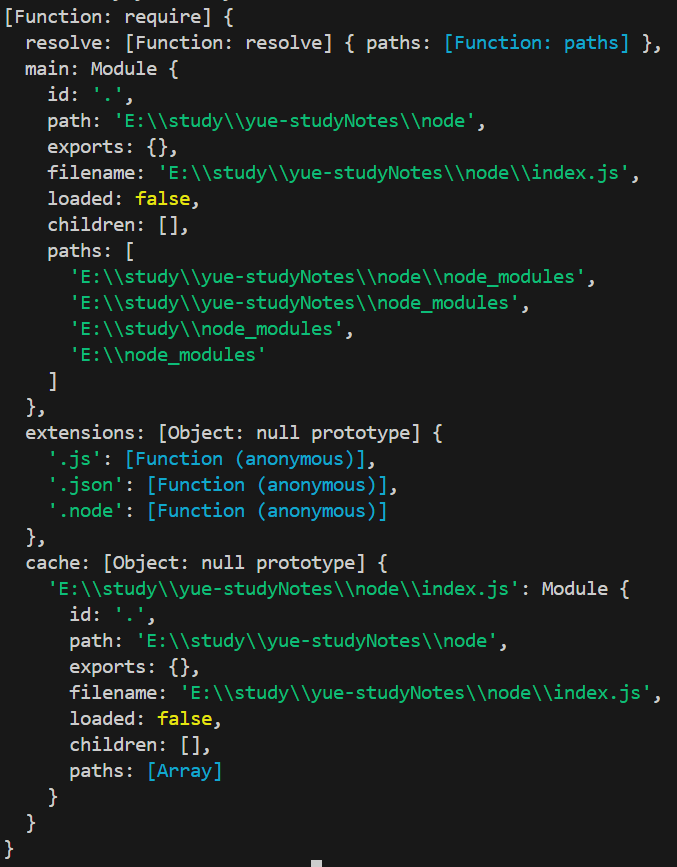 [Function: require] {
  resolve: [Function: resolve] { paths: [Function: paths] },
  main: Module {
    id: '.',
    path: 'E:\\study\\yue-studyNotes\\node',
    exports: {},
    filename: 'E:\\study\\yue-studyNotes\\node\\index.js',
    loaded: false,
    children: [],
    paths: [
      'E:\\study\\yue-studyNotes\\node\\node_modules',
      'E:\\study\\yue-studyNotes\\node_modules',
      'E:\\study\\node_modules',
      'E:\\node_modules'
    ]
  },
  extensions: [Object: null prototype] {
    '.js': [Function (anonymous)],
    '.json': [Function (anonymous)],
    '.node': [Function (anonymous)]
  },
  cache: [Object: null prototype] {
    'E:\\study\\yue-studyNotes\\node\\index.js': Module {
      id: '.',
      path: 'E:\\study\\yue-studyNotes\\node',
      exports: {},
      filename: 'E:\\study\\yue-studyNotes\\node\\index.js',
      loaded: false,
      children: [],
      paths: [Array]
    }
  }
}